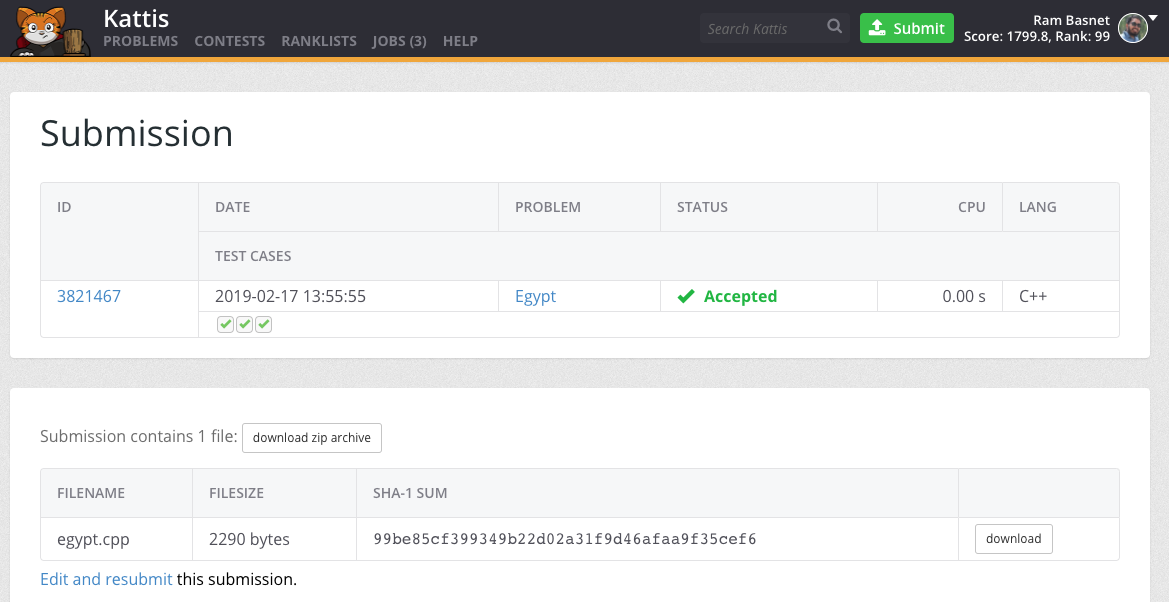 Kattis
PROBLEMS CONTESTS RANKLISTS JOBS (3) HELP
Search Kattis
Submit
Ram Basnet
Score: 1799.8, Rank: 99
Submission
ID DATE PROBLEM STATUS CPU LANG
TEST CASES
3821467 2019-02-17 13:55:55 Egypt Accepted 0.00 s C++
Submission contains 1 file: download zip archive
FILENAME FILESIZE SHA-1 SUM
egypt.cpp 2290 bytes 99be85cf399349b22d02a31f9d46afaa9f35cef6 download
Edit and resubmit this submission.